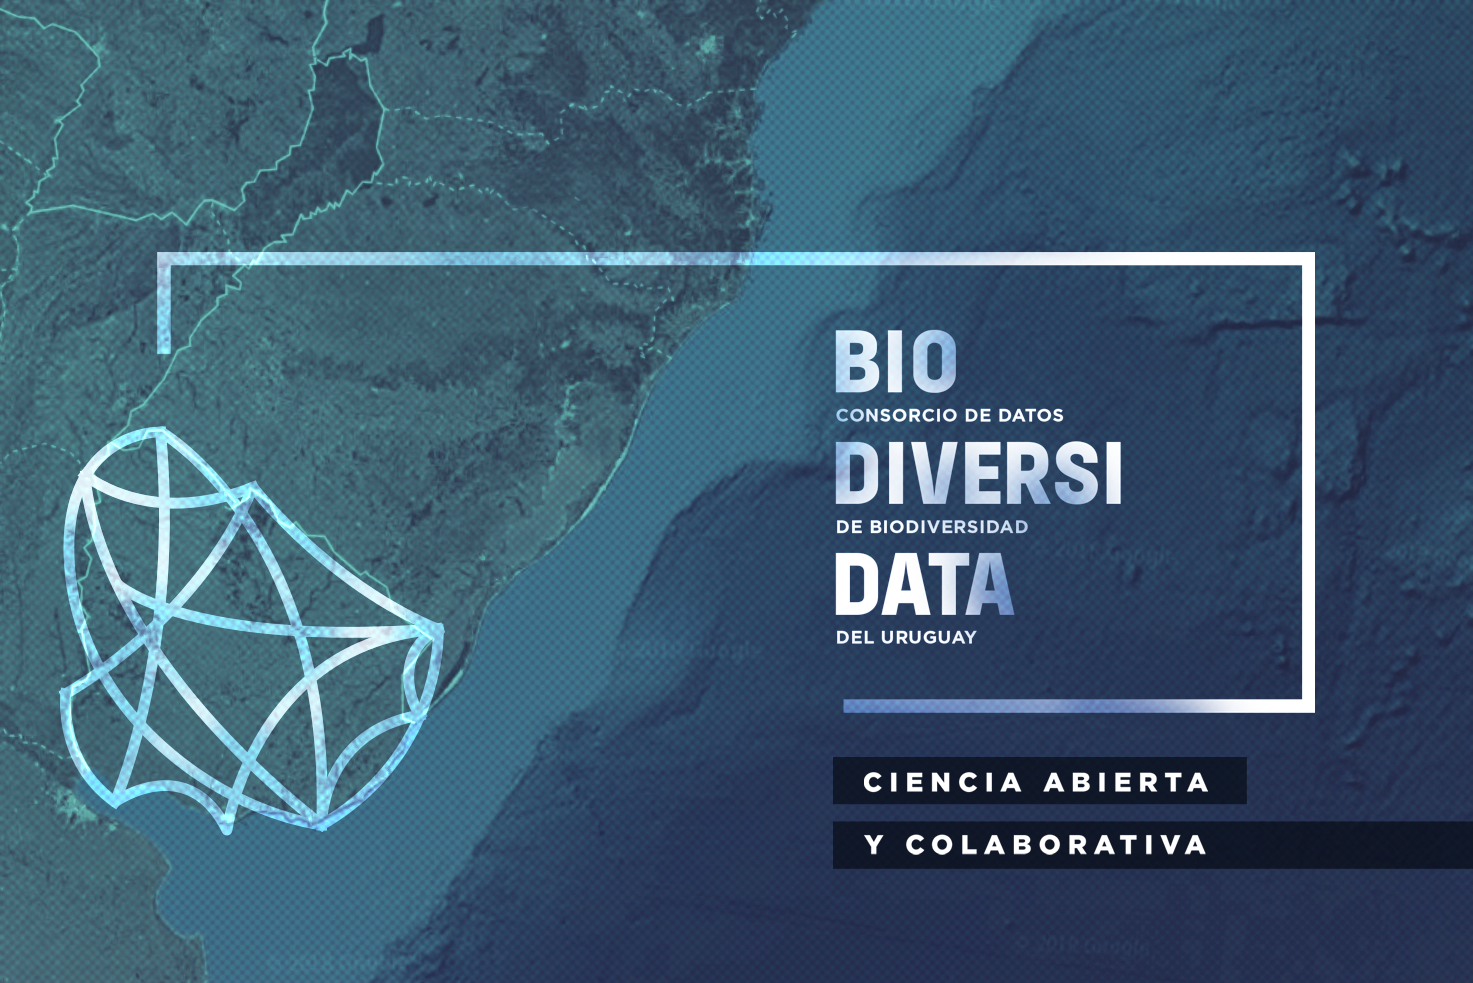 BIO
CONSORCIO DE DATOS
DIVERSI
DE BIODIVERSIDAD
DATA
DEL URUGUAY
CIENCIA ABIERTA
Y COLABORATIVA